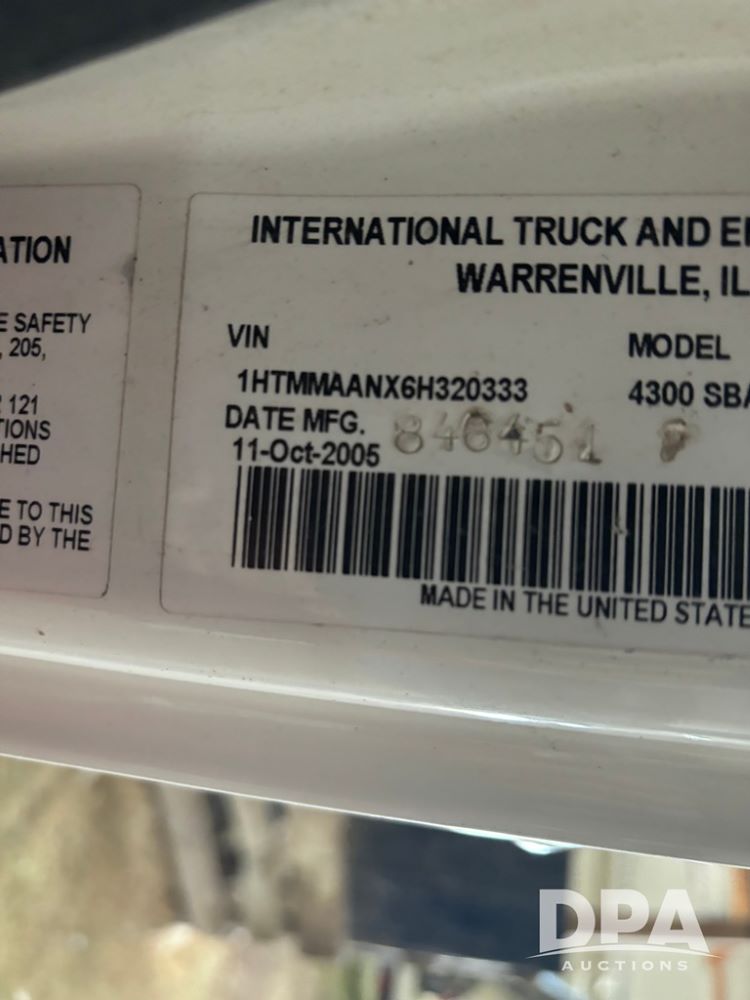 ATION
E SAFETY
, 205,
121
TIONS
HED
E TO THIS
D BY THE
INTERNATIONAL TRUCK AND E
WARRENVILLE, IL
VIN MODEL
1HTMMAANX6H320333 4300 SBA
DATE MFG.
11-Oct-2005 846451
MADE IN THE UNITED STATE
DPA
AUCTIONS